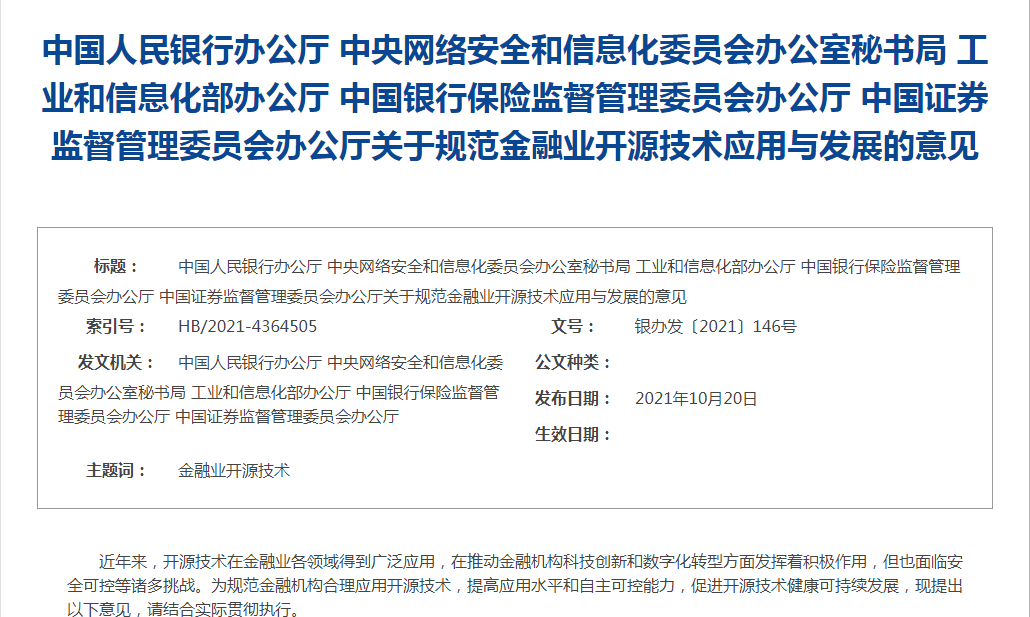 中国人民银行办公厅 中央网络安全和信息化委员会办公室秘书局 工
业和信息化部办公厅 中国银行保险监督管理委员会办公厅 中国证券
监督管理委员会办公厅关于规范金融业开源技术应用与发展的意见
标题： 中国人民银行办公厅 中央网络安全和信息化委员会办公室秘书局 工业和信息化部办公厅 中国银行保险监督管理
委员会办公厅 中国证券监督管理委员会办公厅关于规范金融业开源技术应用与发展的意见
索引号： HB/2021-4364505
文号： 银办发〔2021〕146号
发文机关： 中国人民银行办公厅 中央网络安全和信息化委
员会办公室秘书局 工业和信息化部办公厅 中国银行保险监督管
理委员会办公厅 中国证券监督管理委员会办公厅
公文种类：
发布日期： 2021年10月20日
生效日期：
主题词： 金融业开源技术
近年来，开源技术在金融业各领域得到广泛应用，在推动金融机构科技创新和数字化转型方面发挥着积极作用，但也面临安
全可控等诸多挑战。为规范金融机构合理应用开源技术，提高应用水平和自主可控能力，促进开源技术健康可持续发展，现提出
以下意见，请结合实际贯彻执行。